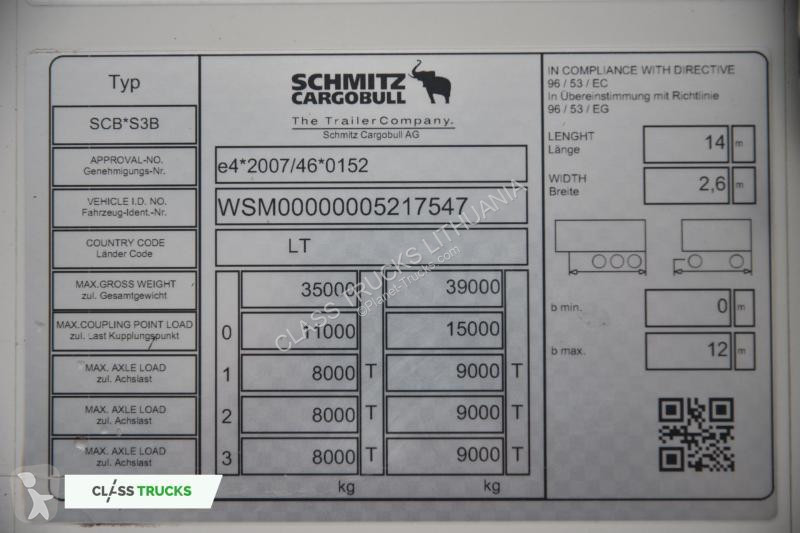 Typ
SCB*S3B
SCHMITZ
CARGOBULL
The TrailerCompany.
Schmitz Cargobull AG
APPROVAL-NO.
Genehmigungs-Nr.
e4*2007/46*0152
VEHICLE I.D. NO.
Fahrzeug-Ident.-Nr.
WSM00000005217547
COUNTRY CODE
Länder Code
LT
MAX.GROSS WEIGHT
zul. Gesamtgewicht
35000 39000
MAX.COUPLING POINT LOAD
zul. Last Kupplungspunkt
0 11000 15000
MAX. AXLE LOAD
zul. Achslast
1 8000 T 9000 T
MAX. AXLE LOAD
zul. Achslast
2 8000 T 9000 T
MAX. AXLE LOAD
zul. Achslast
3 8000 T 9000 T
kg kg
IN COMPLIANCE WITH DIRECTIVE
96 / 53 / EC
In Übereinstimmung mit Richtlinie
96 / 53 / EG
LENGHT
Länge
14 m
WIDTH
Breite
2,6 m
b min. 0 m
b max. 12 m
CLASS TRUCKS LITHUANIA
©Planet-Trucks.com
CLASSTRUCKS